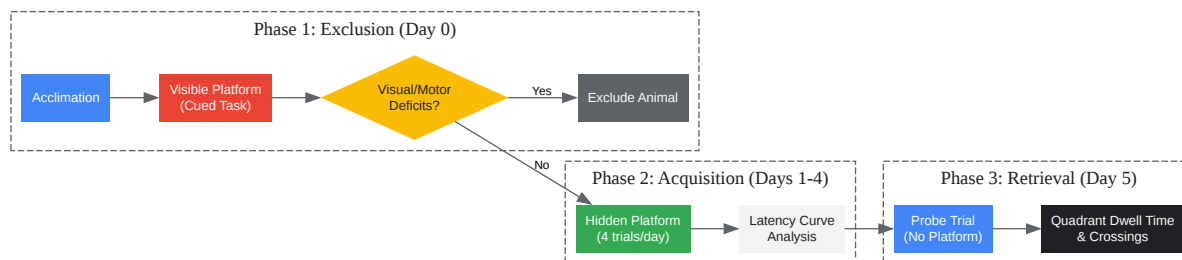 Phase 1: Exclusion (Day 0)
Acclimation
Visible Platform
(Cued Task)
Visual/Motor
Deficits?
Yes
Exclude Animal
No
Phase 2: Acquisition (Days 1-4)
Hidden Platform
(4 trials/day)
Latency Curve
Analysis
Phase 3: Retrieval (Day 5)
Probe Trial
(No Platform)
Quadrant Dwell Time
& Crossings